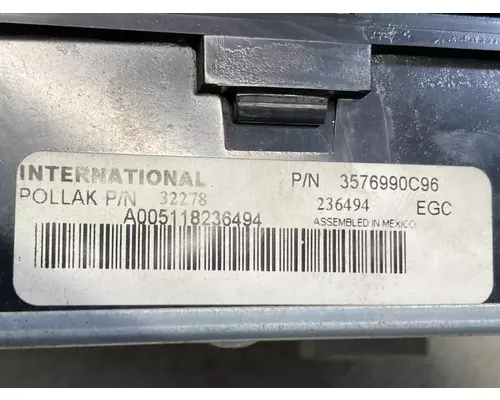 INTERNATIONAL P/N 3576990C96
POLLAK P/N 32278 236494 EGC
A005118236494 ASSEMBLED IN MEXICO